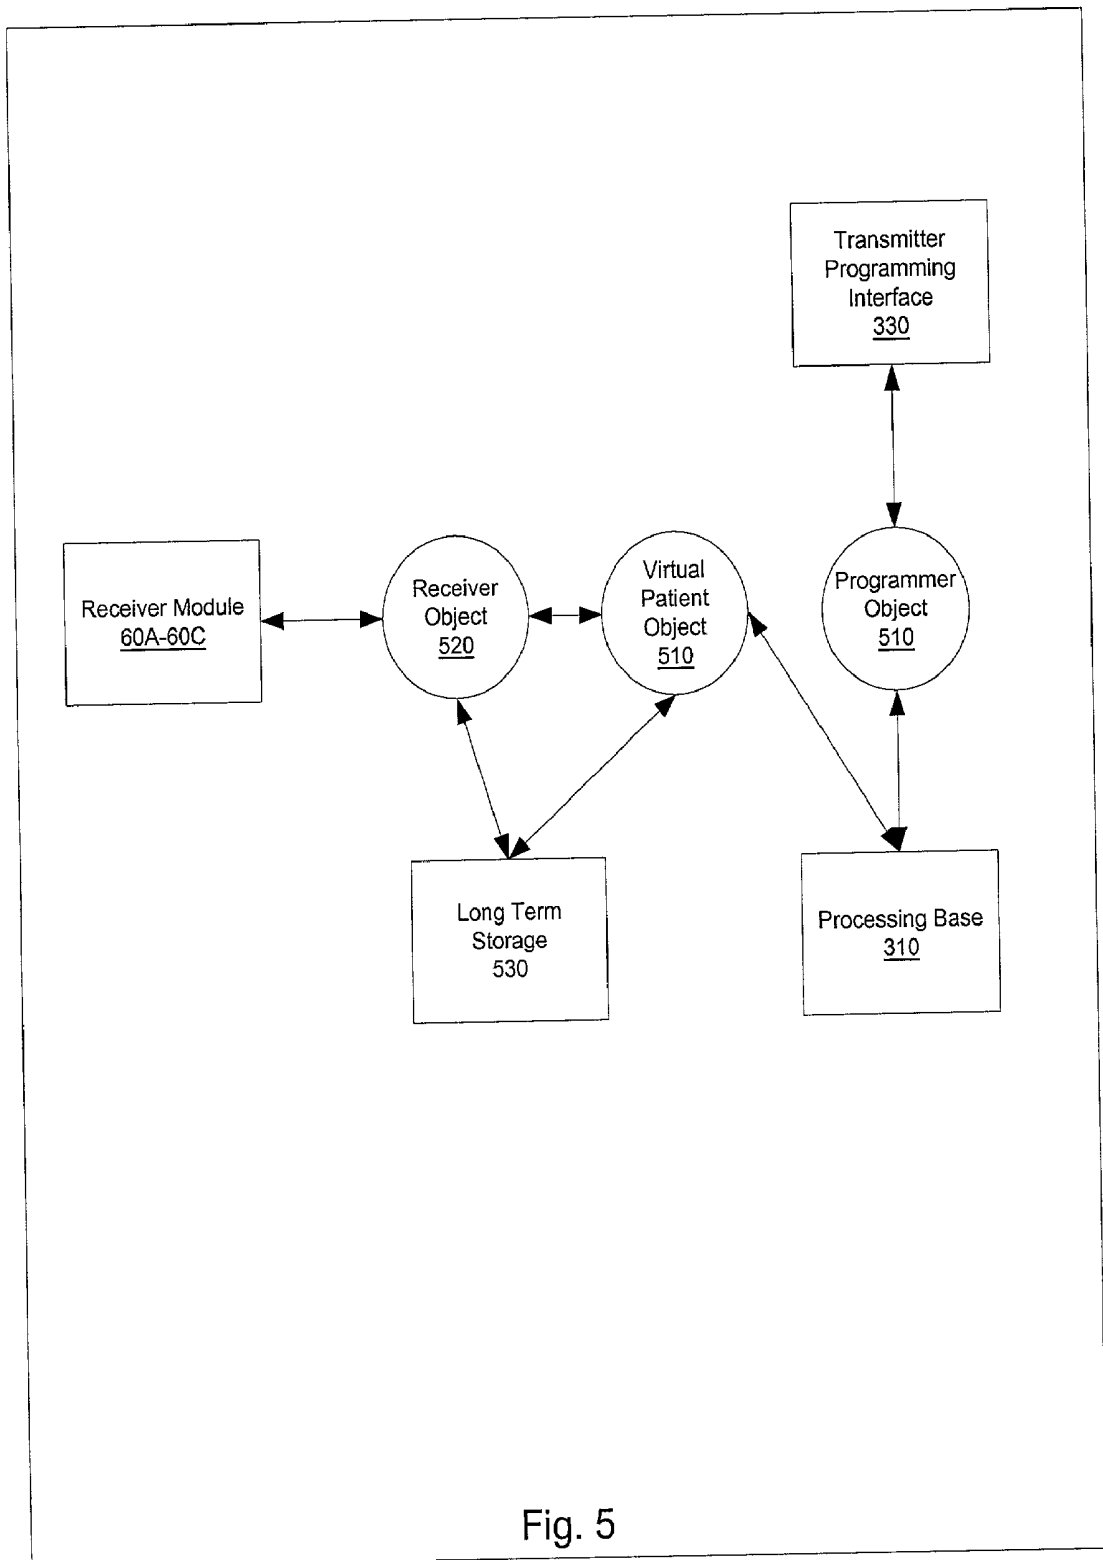 Transmitter
Programming
Interface
330
Receiver Module
60A-60C
Receiver
Object
520
Virtual
Patient
Object
510
Programmer
Object
510
Long Term
Storage
530
Processing Base
310
Fig. 5